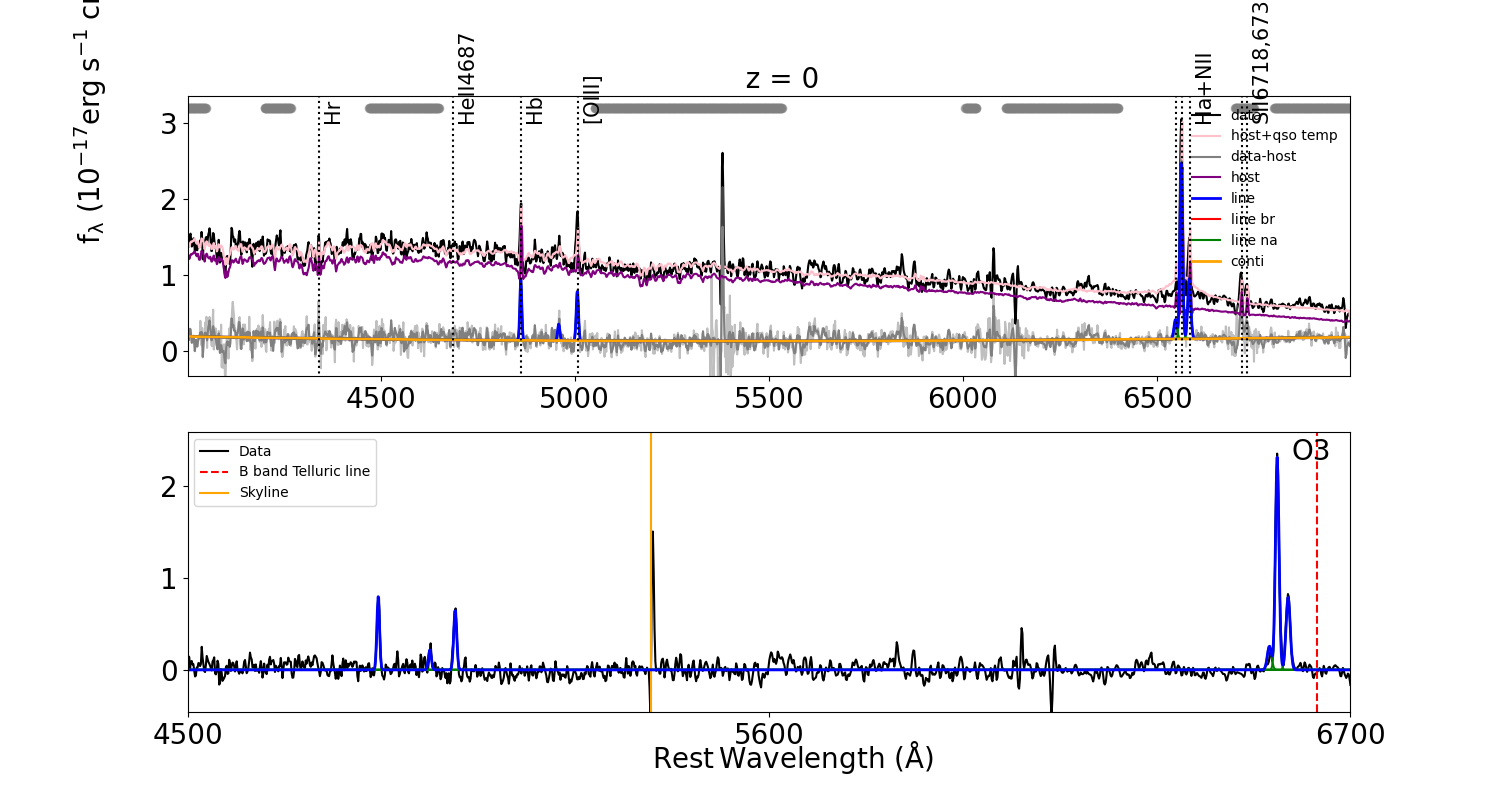 z = 0
f_λ (10^−17 erg s^−1 c
Hr
HeII4687
Hb
[OIII]
Ha+NII
SII6718,673
data
host+qso temp
data-host
host
line
line br
line na
conti
3
2
1
0
4500 5000 5500 6000 6500
Data
B band Telluric line
Skyline
O3
2
1
0
4500 5600 6700
Rest Wavelength (Å)